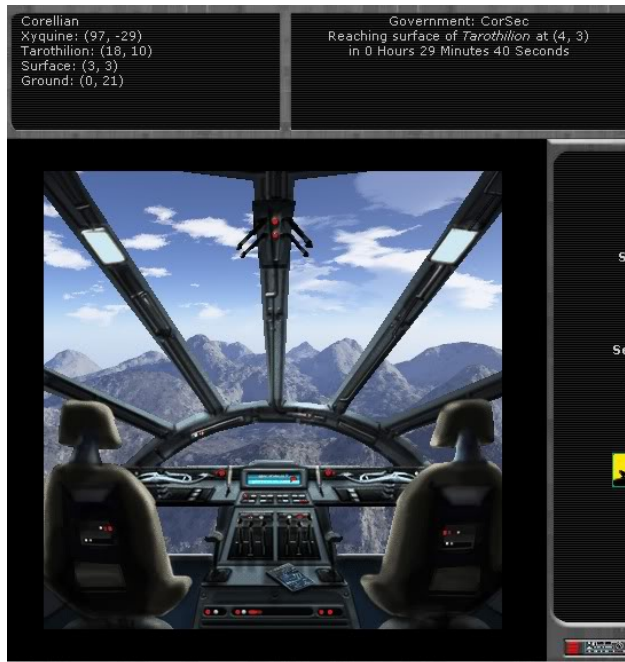 Corellian
Xyquine: (97, -29)
Tarothilion: (18, 10)
Surface: (3, 3)
Ground: (0, 21)
Government: CorSec
Reaching surface of Tarothilion at (4, 3)
in 0 Hours 29 Minutes 40 Seconds
S
Se